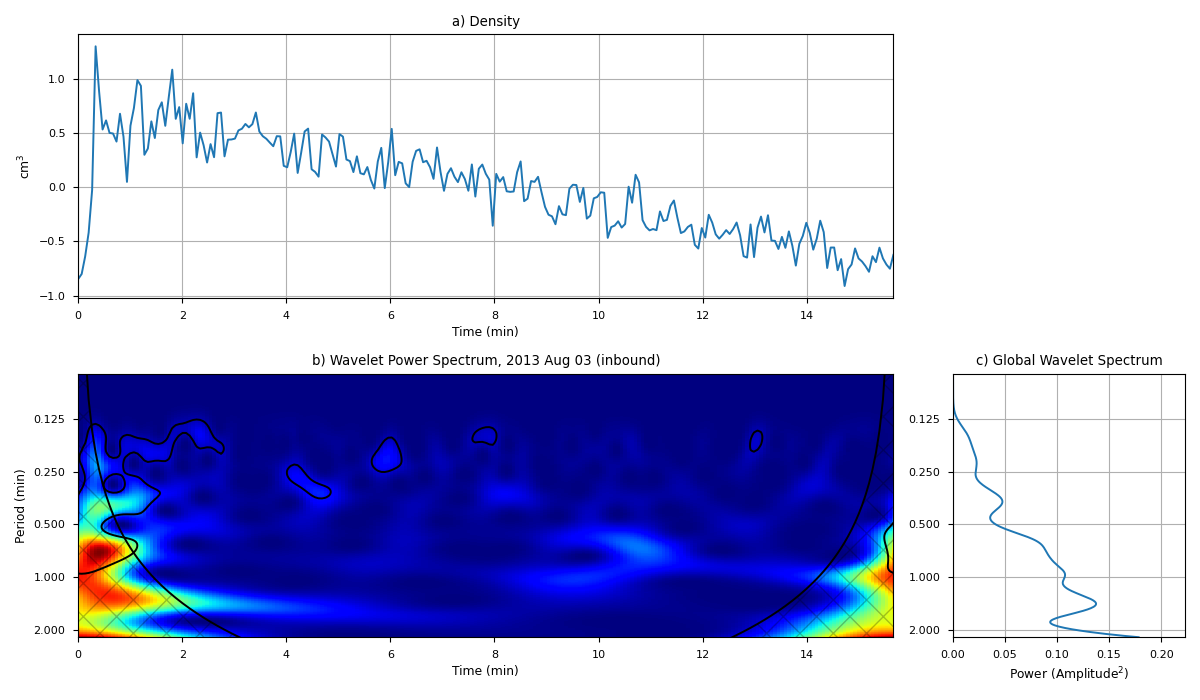 a) Density
cm³
1.0
0.5
0.0
−0.5
−1.0
0 2 4 6 8 10 12 14
Time (min)
b) Wavelet Power Spectrum, 2013 Aug 03 (inbound)
Period (min)
0.125
0.250
0.500
1.000
2.000
0 2 4 6 8 10 12 14
Time (min)
c) Global Wavelet Spectrum
0.125
0.250
0.500
1.000
2.000
0.00 0.05 0.10 0.15 0.20
Power (Amplitude²)